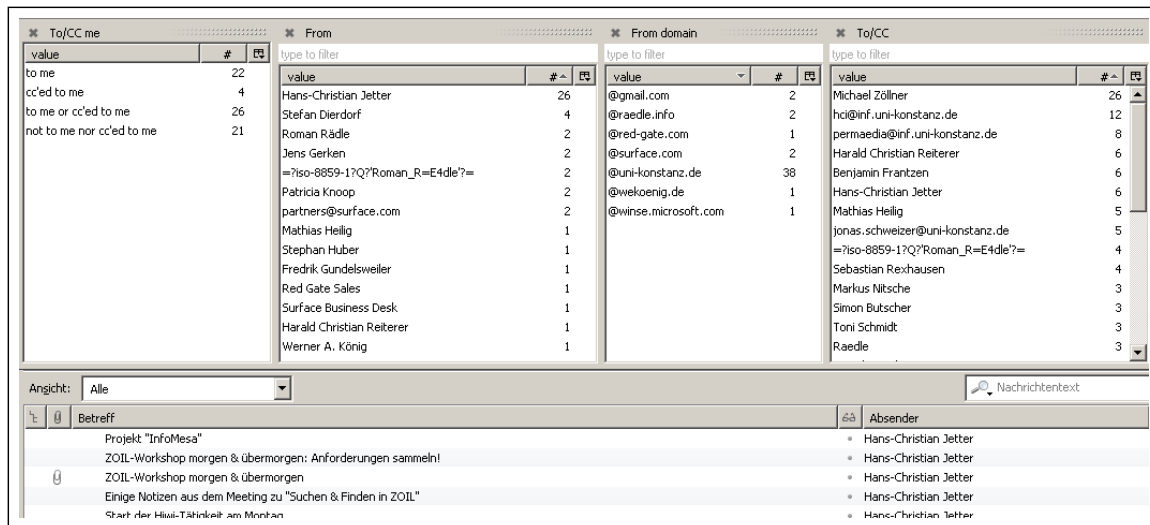 To/CC me
value #
to me 22
cc'ed to me 4
to me or cc'ed to me 26
not to me nor cc'ed to me 21
From
type to filter
value #
Hans-Christian Jetter 26
Stefan Dierdorf 4
Roman Rädle 2
Jens Gerken 2
=?iso-8859-1?Q?'Roman_R=E4dle'?= 2
Patricia Knoop 2
partners@surface.com 2
Mathias Heilig 1
Stephan Huber 1
Fredrik Gundelsweiler 1
Red Gate Sales 1
Surface Business Desk 1
Harald Christian Reiterer 1
Werner A. König 1
From domain
type to filter
value #
@gmail.com 2
@raedle.info 2
@red-gate.com 1
@surface.com 2
@uni-konstanz.de 38
@wekoenig.de 1
@winse.microsoft.com 1
To/CC
type to filter
value #
Michael Zöllner 26
hci@inf.uni-konstanz.de 12
permaedia@inf.uni-konstanz.de 8
Harald Christian Reiterer 6
Benjamin Frantzen 6
Hans-Christian Jetter 6
Mathias Heilig 5
jonas.schweizer@uni-konstanz.de 5
=?iso-8859-1?Q?'Roman_R=E4dle'?= 4
Sebastian Rexhausen 4
Markus Nitsche 3
Simon Butscher 3
Toni Schmidt 3
Raedle 3
Ansicht: Alle Nachrichtentext
Betreff Absender
Projekt "InfoMesa" Hans-Christian Jetter
ZOIL-Workshop morgen & übermorgen: Anforderungen sammeln! Hans-Christian Jetter
ZOIL-Workshop morgen & übermorgen Hans-Christian Jetter
Einige Notizen aus dem Meeting zu "Suchen & Finden in ZOIL" Hans-Christian Jetter
Start der Hiwi-Tätigkeit am Montag Hans-Christian Jetter